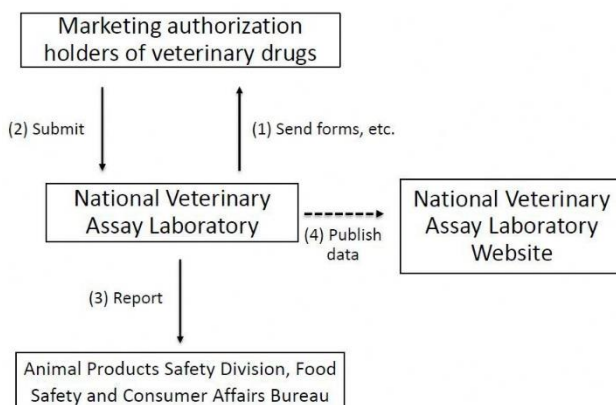 Marketing authorization
holders of veterinary drugs
(2) Submit
(1) Send forms, etc.
National Veterinary
Assay Laboratory
(4) Publish
data
National Veterinary
Assay Laboratory
Website
(3) Report
Animal Products Safety Division, Food
Safety and Consumer Affairs Bureau